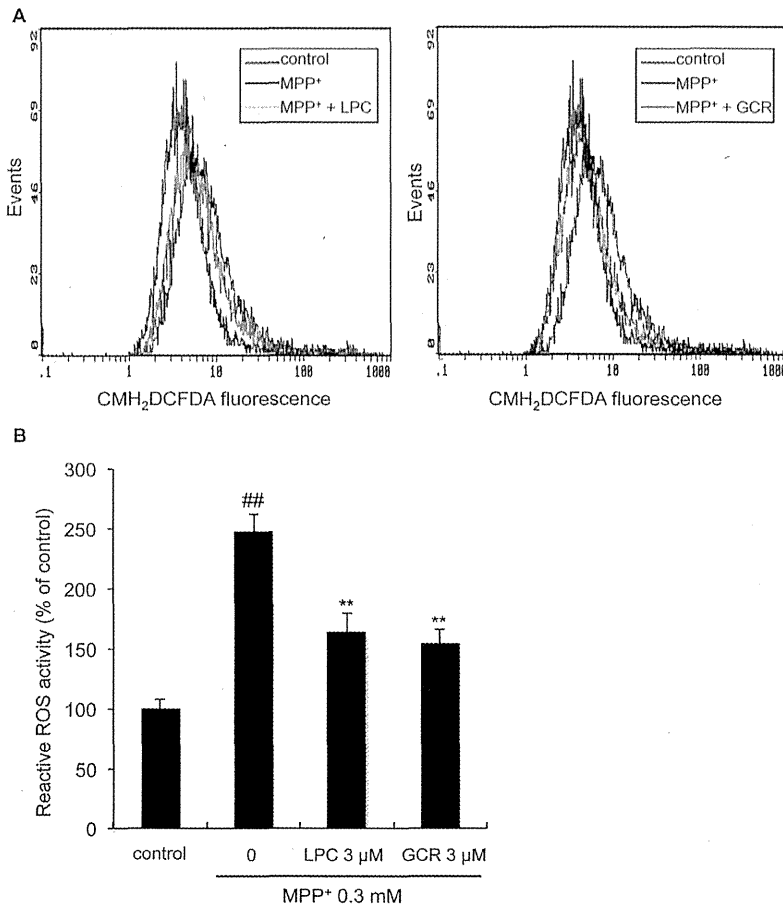 A
92
69
46
23
0
Events
control
MPP⁺
MPP⁺ + LPC
.1
1
10
100
1000
CMH₂DCFDA fluorescence
92
69
46
23
0
Events
control
MPP⁺
MPP⁺ + GCR
.1
1
10
100
1000
CMH₂DCFDA fluorescence
B
Reactive ROS activity (% of control)
300
250
200
150
100
50
0
##
**
**
control
0
LPC 3 µM
GCR 3 µM
MPP⁺ 0.3 mM